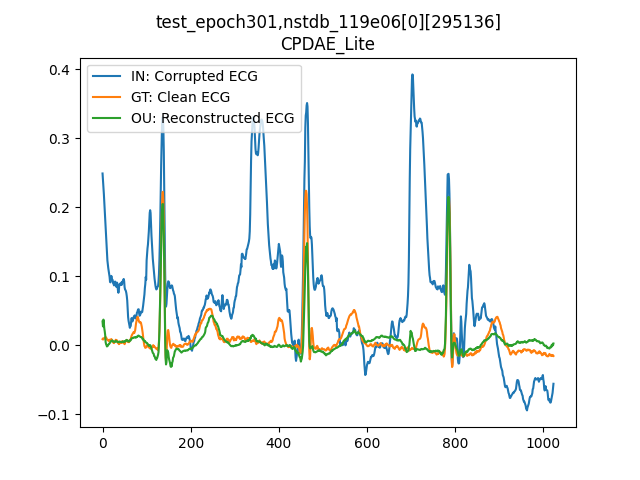 test_epoch301,nstdb_119e06[0][295136]
CPDAE_Lite
IN: Corrupted ECG
GT: Clean ECG
OU: Reconstructed ECG
0.4
0.3
0.2
0.1
0.0
−0.1
0 200 400 600 800 1000